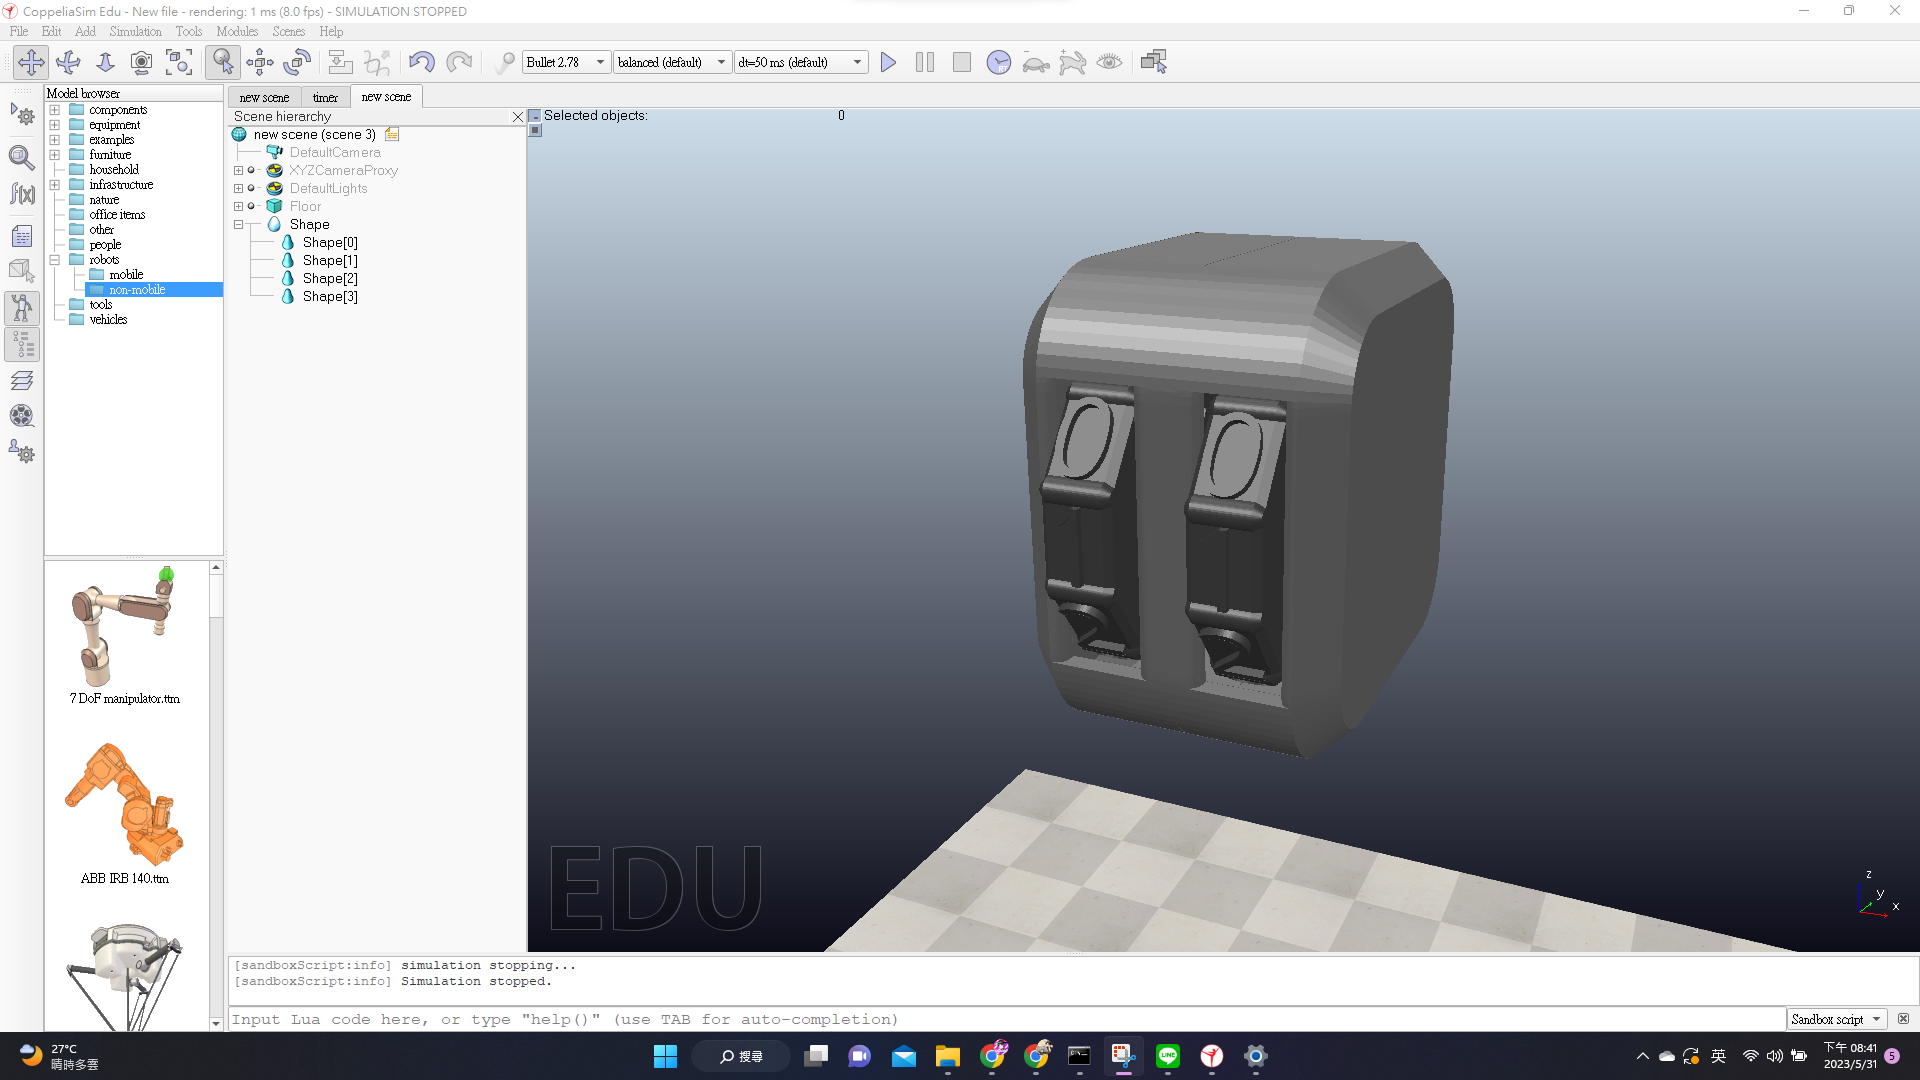 CoppeliaSim Edu - New file - rendering: 1 ms (8.0 fps) - SIMULATION STOPPED
File Edit Add Simulation Tools Modules Scenes Help
Bullet 2.78 balanced (default) dt=50 ms (default)
Model browser
components
equipment
examples
furniture
household
infrastructure
nature
office items
other
people
robots
mobile
non-mobile
tools
vehicles
7 DoF manipulator.ttm
ABB IRB 140.ttm
new scene timer new scene
Scene hierarchy
new scene (scene 3)
DefaultCamera
XYZCameraProxy
DefaultLights
Floor
Shape
Shape[0]
Shape[1]
Shape[2]
Shape[3]
Selected objects: 0
EDU
z
y
x
[sandboxScript:info] simulation stopping...
[sandboxScript:info] Simulation stopped.
Input Lua code here, or type "help()" (use TAB for auto-completion)
Sandbox script
27°C
晴時多雲
搜尋
英
下午 08:41
2023/5/31
5